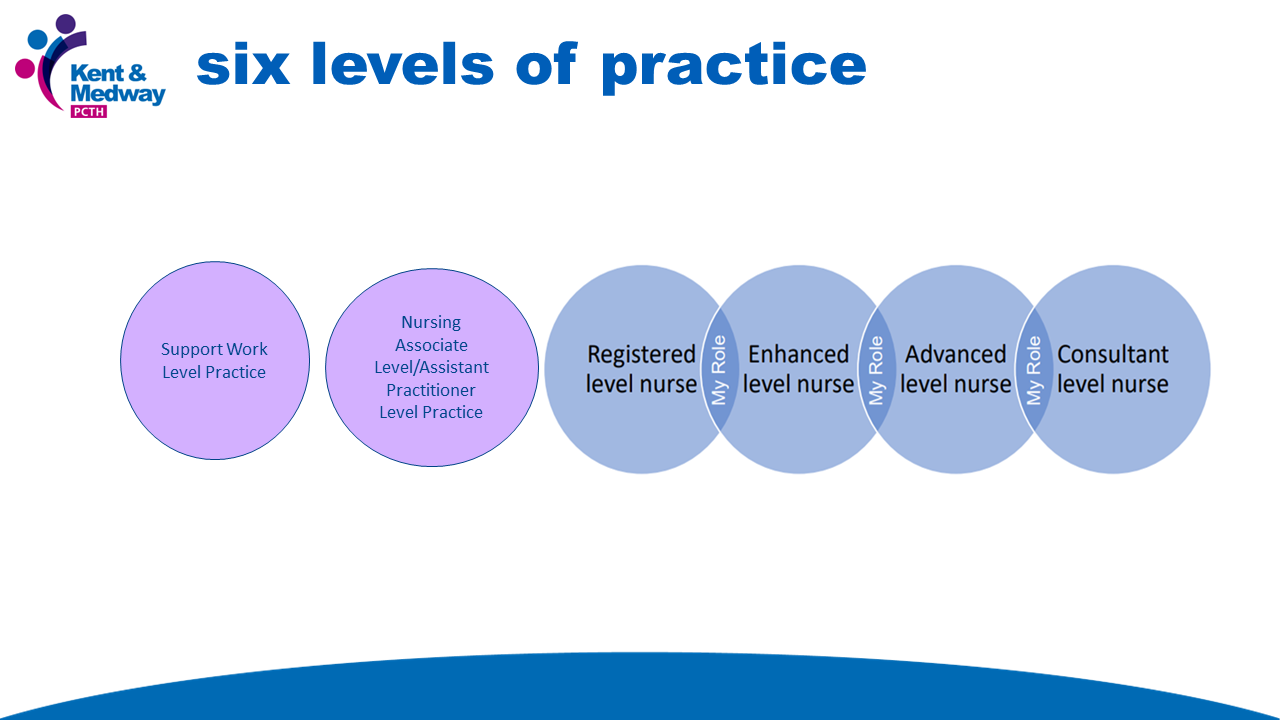 Kent &
Medway
PCTH
six levels of practice
Support Work
Level Practice
Nursing
Associate
Level/Assistant
Practitioner
Level Practice
Registered
level nurse
My Role
Enhanced
level nurse
My Role
Advanced
level nurse
My Role
Consultant
level nurse